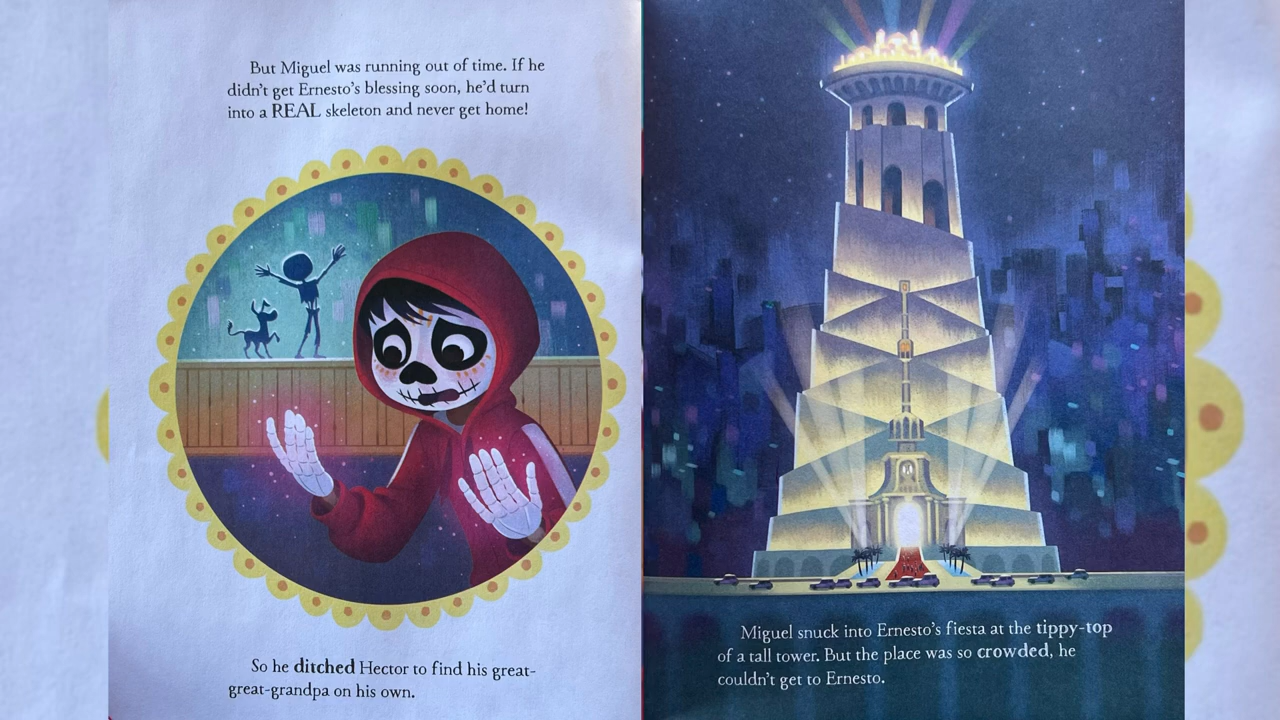 But Miguel was running out of time. If he
didn't get Ernesto's blessing soon, he'd turn
into a REAL skeleton and never get home!
So he ditched Hector to find his great-
great-grandpa on his own.
Miguel snuck into Ernesto's fiesta at the tippy-top
of a tall tower. But the place was so crowded, he
couldn't get to Ernesto.